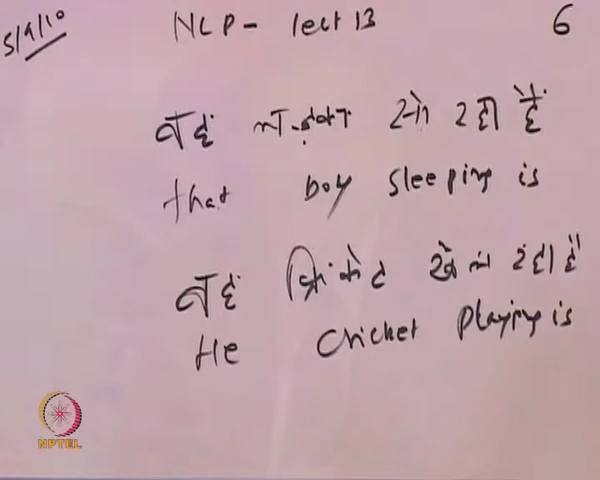 5/9/10 NLP - lect 13 6
वह लड़का सो रहा है
that boy sleeping is
वह क्रिकेट खेल रहा है
He Cricket playing is
NPTEL